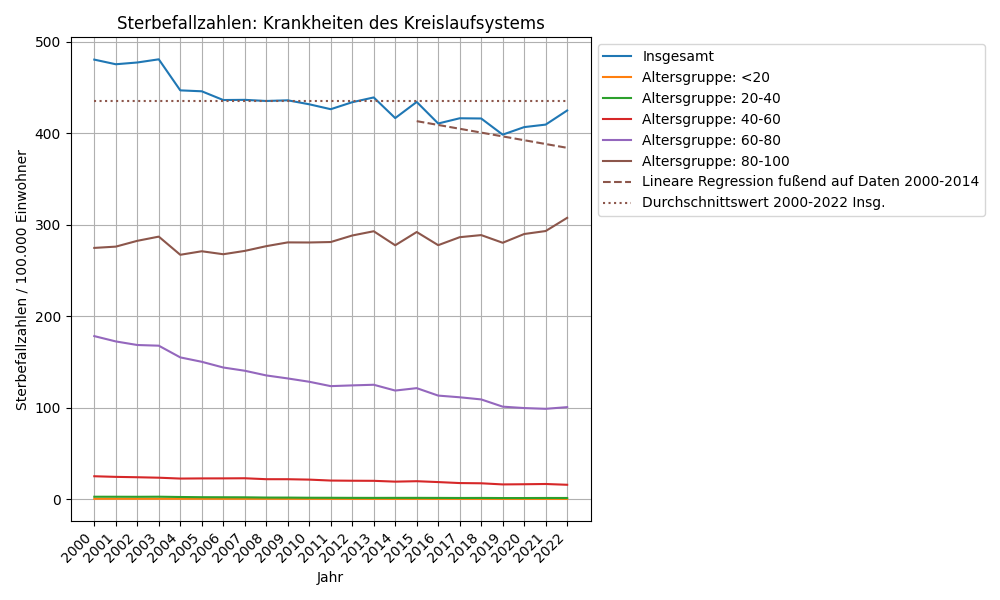 Sterbefallzahlen: Krankheiten des Kreislaufsystems
Sterbefallzahlen / 100.000 Einwohner
500
400
300
200
100
0
2000
2001
2002
2003
2004
2005
2006
2007
2008
2009
2010
2011
2012
2013
2014
2015
2016
2017
2018
2019
2020
2021
2022
Jahr
Insgesamt
Altersgruppe: <20
Altersgruppe: 20-40
Altersgruppe: 40-60
Altersgruppe: 60-80
Altersgruppe: 80-100
Lineare Regression fußend auf Daten 2000-2014
Durchschnittswert 2000-2022 Insg.